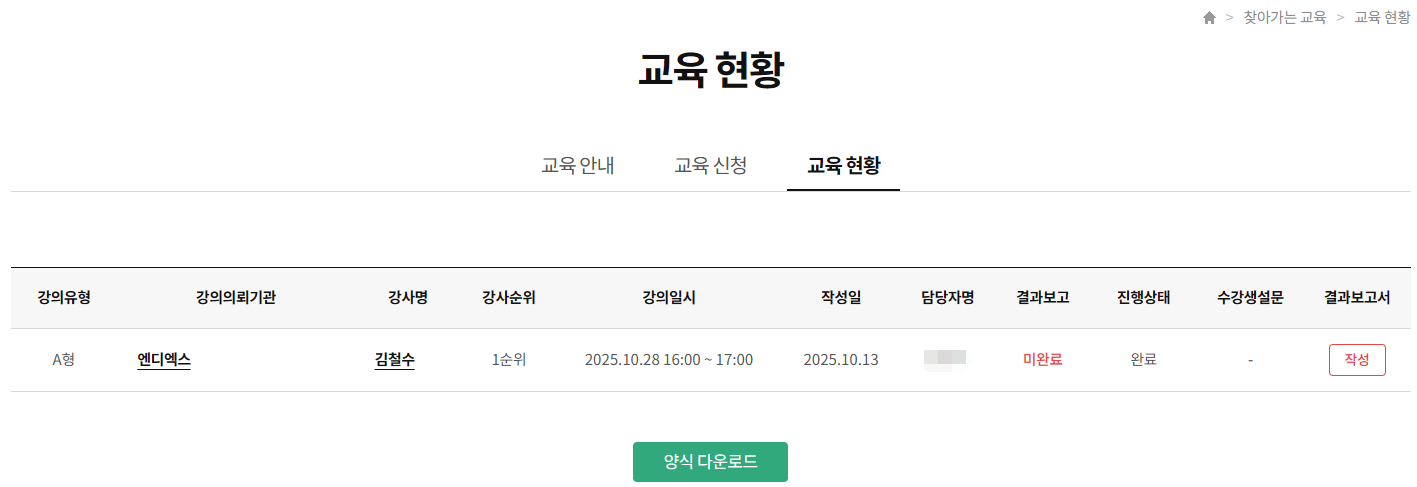 > 찾아가는 교육 > 교육 현황
교육 현황
교육 안내 교육 신청 교육 현황
강의유형 강의의뢰기관 강사명 강사순위 강의일시 작성일 담당자명 결과보고 진행상태 수강생설문 결과보고서
A형 엔디엑스 김철수 1순위 2025.10.28 16:00 ~ 17:00 2025.10.13 미완료 완료 - 작성
양식 다운로드